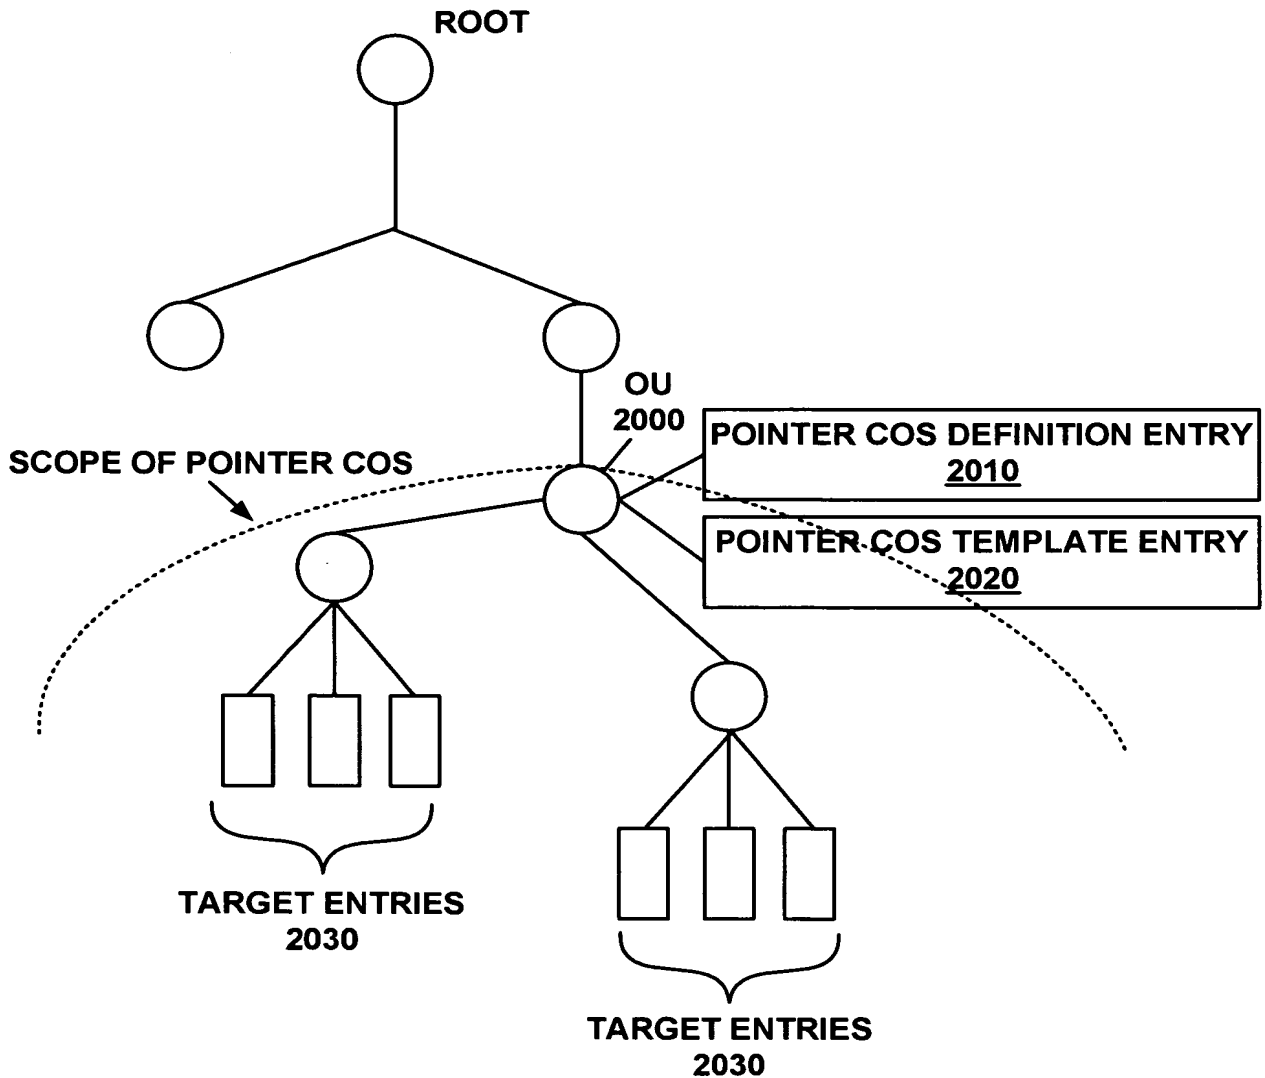 ROOT
OU
2000
POINTER COS DEFINITION ENTRY
2010
SCOPE OF POINTER COS
POINTER COS TEMPLATE ENTRY
2020
TARGET ENTRIES
2030
TARGET ENTRIES
2030